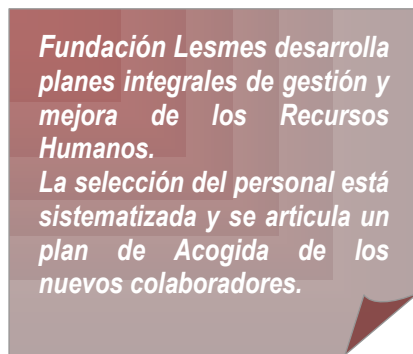 Fundación Lesmes desarrolla
planes integrales de gestión y
mejora de los Recursos
Humanos.
La selección del personal está
sistematizada y se articula un
plan de Acogida de los
nuevos colaboradores.